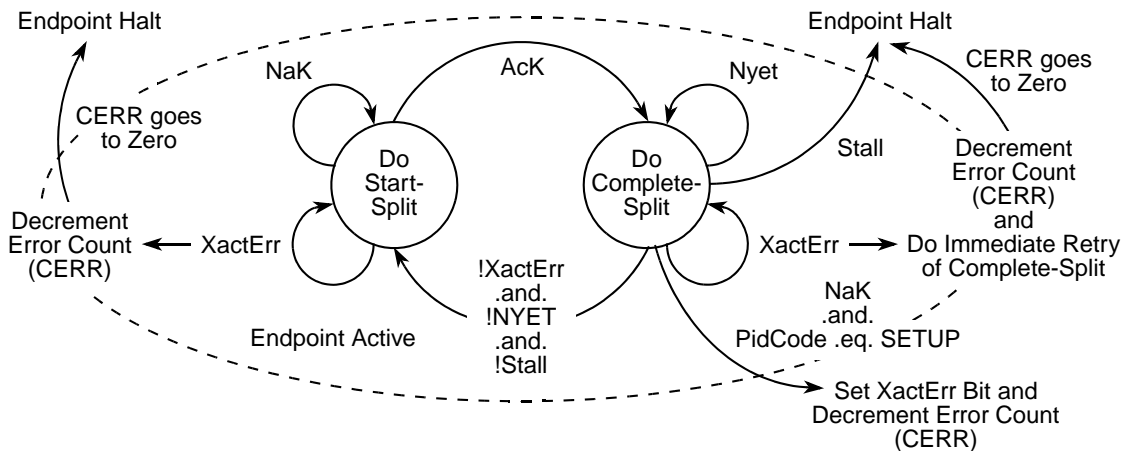 Endpoint Halt
Endpoint Halt
NaK
AcK
Nyet
CERR goes
to Zero
CERR goes
to Zero
Do
Start-
Split
Do
Complete-
Split
Stall
Decrement
Error Count
(CERR)
and
Do Immediate Retry
of Complete-Split
Decrement
Error Count
(CERR)
XactErr
XactErr
!XactErr
.and.
!NYET
.and.
!Stall
NaK
.and.
PidCode .eq. SETUP
Endpoint Active
Set XactErr Bit and
Decrement Error Count
(CERR)